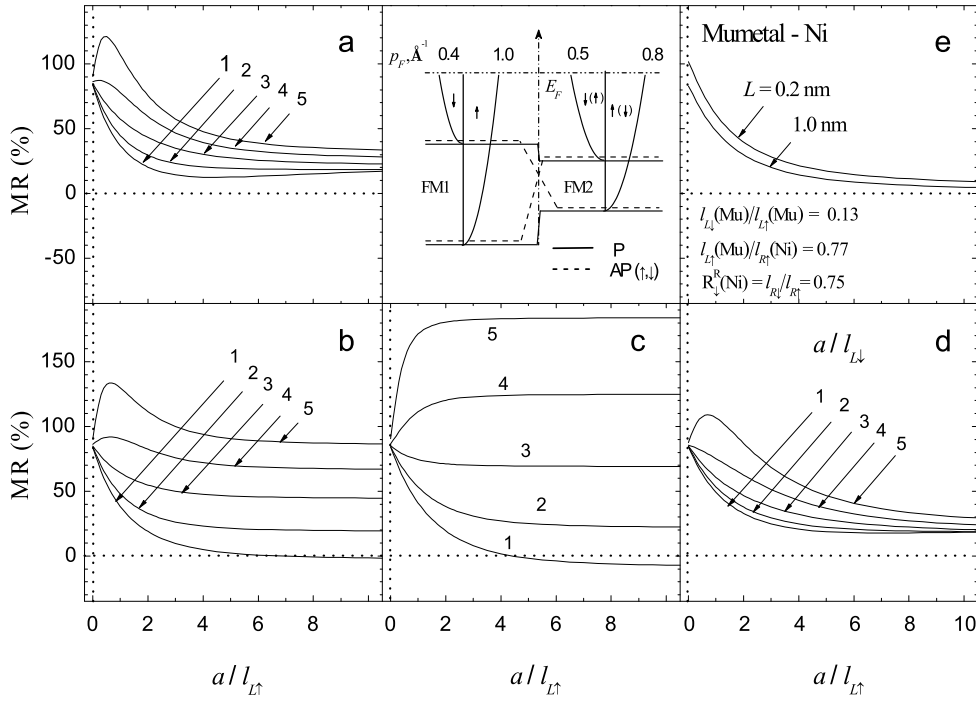 a
MR (%)
100
50
0
-50
1
2
3
4
5
p_F, Å⁻¹
0.4
1.0
0.5
0.8
E_F
↓
↑
↓(↑)
↑(↓)
FM1
FM2
P
AP (↑,↓)
e
Mumetal - Ni
L = 0.2 nm
1.0 nm
l_L↓(Mu)/l_L↑(Mu) = 0.13
l_L↑(Mu)/l_R↑(Ni) = 0.77
R^R_↓(Ni) = l_R↓/l_R↑ = 0.75
b
MR (%)
150
100
50
0
1
2
3
4
5
0 2 4 6 8
a / l_L↑
c
5
4
3
2
1
0 2 4 6 8
a / l_L↑
a / l_L↓
d
1
2
3
4
5
0 2 4 6 8 10
a / l_L↑